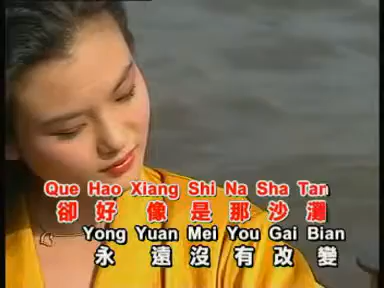 Que Hao Xiang Shi Na Sha Tan
卻 好 像 是 那 沙 灘
Yong Yuan Mei You Gai Bian
永 遠 沒 有 改 變